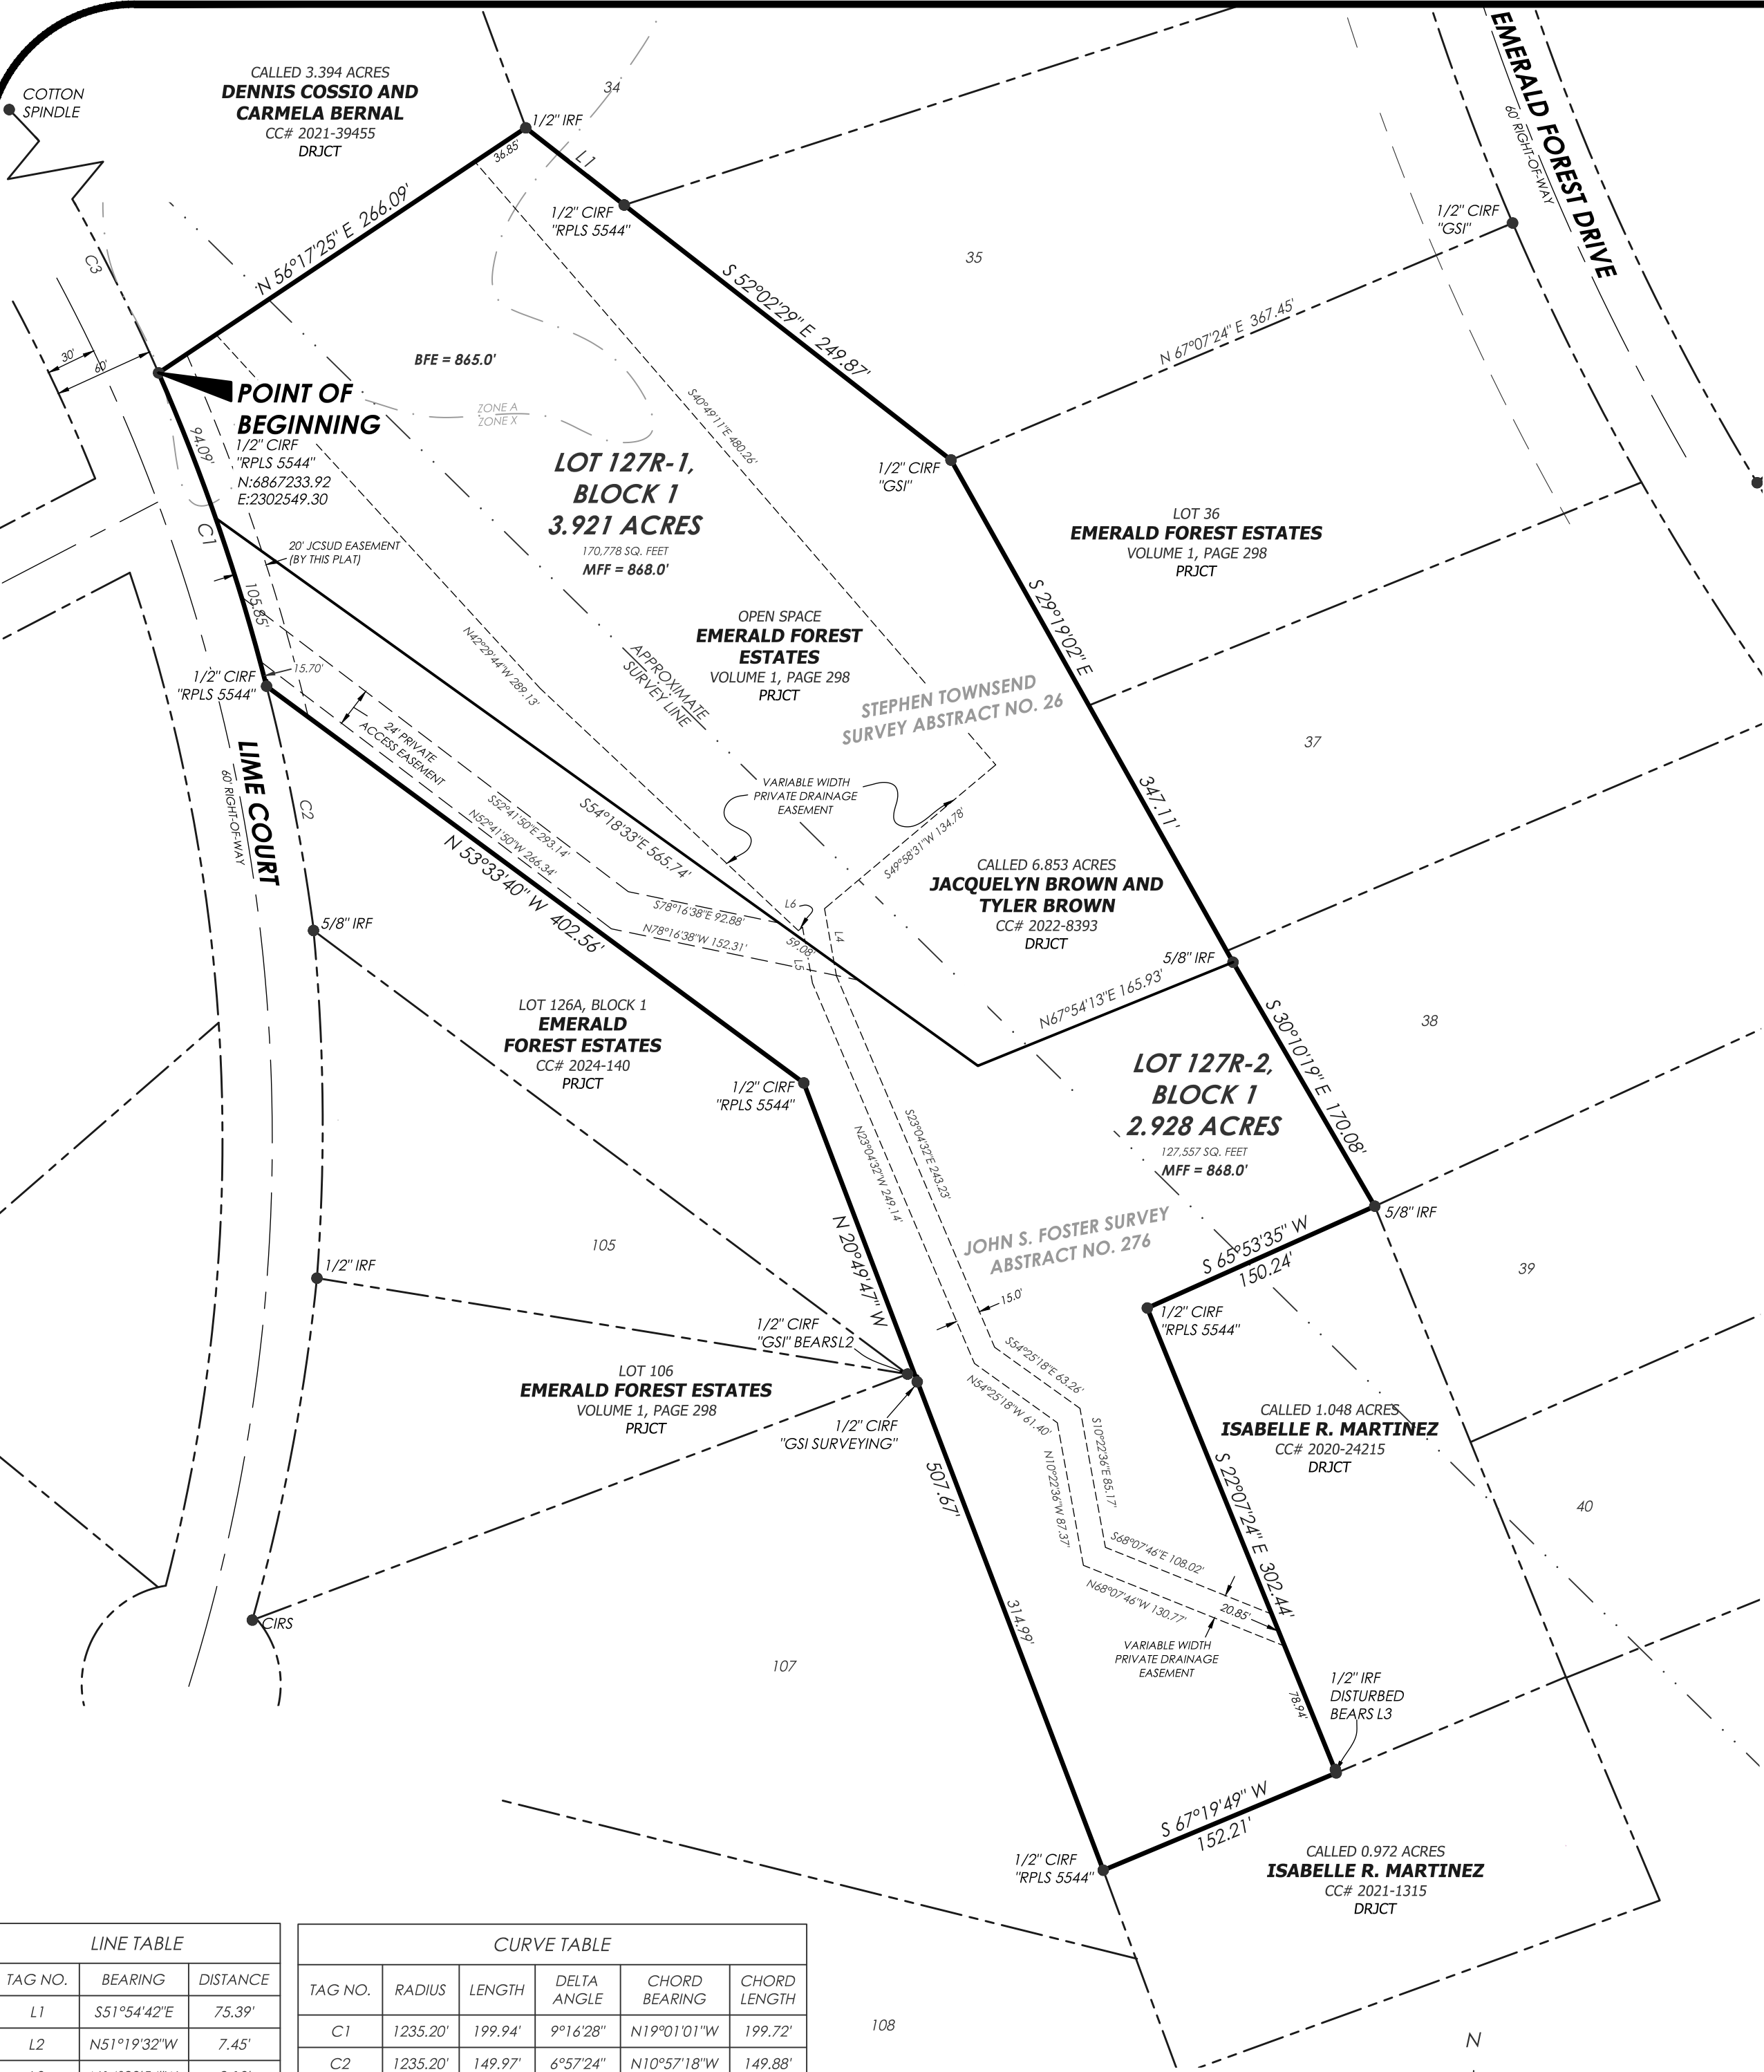 COTTON
SPINDLE
CALLED 3.394 ACRES
DENNIS COSSIO AND
CARMELA BERNAL
CC# 2021-39455
DRJCT
34
1/2" IRF
36.85'
L1
1/2" CIRF
"RPLS 5544"
N 56°17'25" E 266.09'
C3
30'
60'
BFE = 865.0'
ZONE A
ZONE X
POINT OF
BEGINNING
1/2" CIRF
"RPLS 5544"
N:6867233.92
E:2302549.30
94.09'
C1
105.85'
20' JCSUD EASEMENT
(BY THIS PLAT)
S 52°02'29" E 249.87'
S40°49'11"E 480.26'
35
EMERALD FOREST DRIVE
60' RIGHT-OF-WAY
1/2" CIRF
"GSI"
N 67°07'24" E 367.45'
1/2" CIRF
"GSI"
LOT 127R-1,
BLOCK 1
3.921 ACRES
170,778 SQ. FEET
MFF = 868.0'
LOT 36
EMERALD FOREST ESTATES
VOLUME 1, PAGE 298
PRJCT
S 29°19'02" E
347.11'
OPEN SPACE
EMERALD FOREST
ESTATES
VOLUME 1, PAGE 298
PRJCT
N42°29'44"W 289.13'
APPROXIMATE
SURVEY LINE
STEPHEN TOWNSEND
SURVEY ABSTRACT NO. 26
37
1/2" CIRF
"RPLS 5544"
15.70'
24' PRIVATE
ACCESS EASEMENT
LIME COURT
60' RIGHT-OF-WAY
C2
S52°41'50"E 293.14'
N52°41'50"W 266.34'
S54°18'33"E 565.74'
N 53°33'40" W 402.56'
VARIABLE WIDTH
PRIVATE DRAINAGE
EASEMENT
S49°58'31"W 134.78'
CALLED 6.853 ACRES
JACQUELYN BROWN AND
TYLER BROWN
CC# 2022-8393
DRJCT
S78°16'38"E 92.88'
N78°16'38"W 152.31'
L6
L4
59.08'
L5
5/8" IRF
5/8" IRF
N67°54'13"E 165.93'
S 30°10'19" E 170.08'
38
LOT 126A, BLOCK 1
EMERALD
FOREST ESTATES
CC# 2024-140
PRJCT
1/2" CIRF
"RPLS 5544"
LOT 127R-2,
BLOCK 1
2.928 ACRES
127,557 SQ. FEET
MFF = 868.0'
S23°04'32"E 243.23'
N23°04'32"W 249.14'
5/8" IRF
JOHN S. FOSTER SURVEY
ABSTRACT NO. 276
S 65°53'35" W
150.24'
39
105
1/2" IRF
N 20°49'47" W
507.67'
1/2" CIRF
"GSI" BEARS L2
15.0'
1/2" CIRF
"RPLS 5544"
S54°25'18"E 63.26'
N54°25'18"W 61.40'
LOT 106
EMERALD FOREST ESTATES
VOLUME 1, PAGE 298
PRJCT
1/2" CIRF
"GSI SURVEYING"
S10°22'36"E 85.17'
N10°22'36"W 87.37'
CALLED 1.048 ACRES
ISABELLE R. MARTINEZ
CC# 2020-24215
DRJCT
S 22°07'24" E 302.44'
40
S68°07'46"E 108.02'
N68°07'46"W 130.77'
20.85'
VARIABLE WIDTH
PRIVATE DRAINAGE
EASEMENT
CIRS
314.99'
107
78.94'
1/2" IRF
DISTURBED
BEARS L3
S 67°19'49" W
152.21'
1/2" CIRF
"RPLS 5544"
CALLED 0.972 ACRES
ISABELLE R. MARTINEZ
CC# 2021-1315
DRJCT
108
N
LINE TABLE
TAG NO. BEARING DISTANCE
L1 S51°54'42"E 75.39'
L2 N51°19'32"W 7.45'
CURVE TABLE
TAG NO. RADIUS LENGTH DELTA ANGLE CHORD BEARING CHORD LENGTH
C1 1235.20' 199.94' 9°16'28" N19°01'01"W 199.72'
C2 1235.20' 149.97' 6°57'24" N10°57'18"W 149.88'